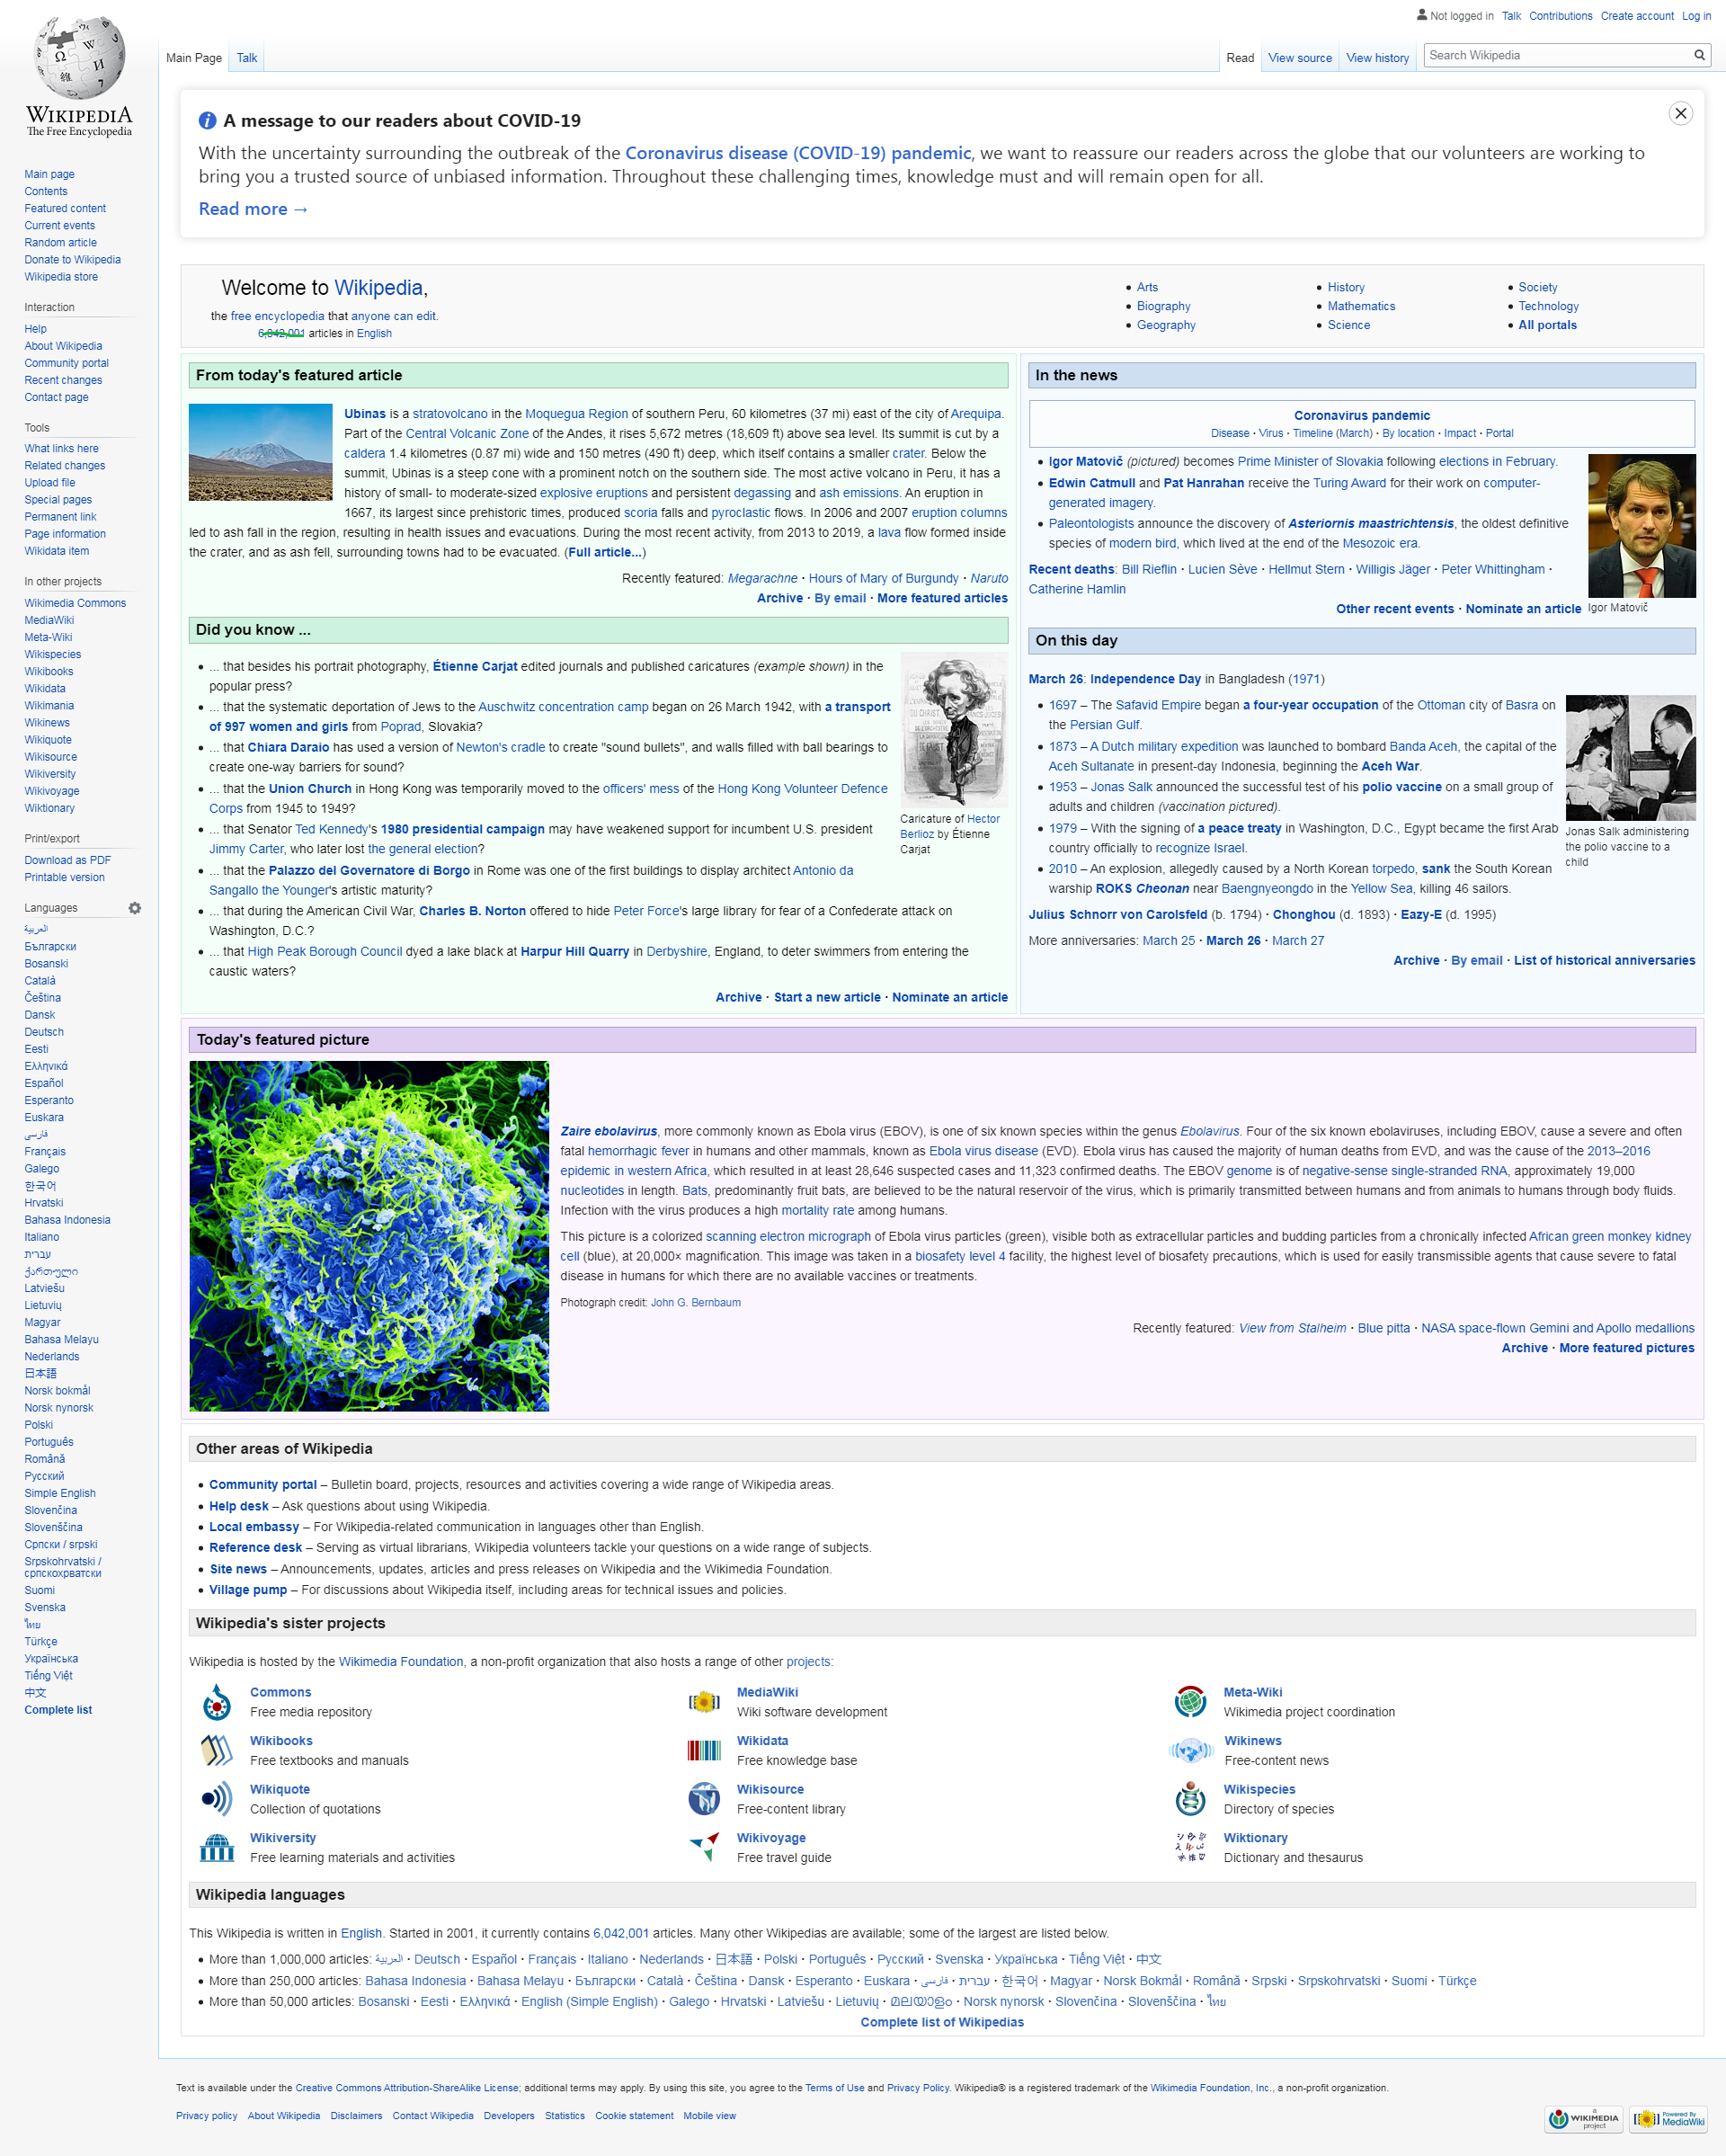 Not logged in Talk Contributions Create account Log in
Main Page Talk Read View source View history Search Wikipedia
WIKIPEDIA
The Free Encyclopedia
Main page
Contents
Featured content
Current events
Random article
Donate to Wikipedia
Wikipedia store
Interaction
Help
About Wikipedia
Community portal
Recent changes
Contact page
Tools
What links here
Related changes
Upload file
Special pages
Permanent link
Page information
Wikidata item
In other projects
Wikimedia Commons
MediaWiki
Meta-Wiki
Wikispecies
Wikibooks
Wikidata
Wikimania
Wikinews
Wikiquote
Wikisource
Wikiversity
Wikivoyage
Wiktionary
Print/export
Download as PDF
Printable version
Languages
العربية
Български
Bosanski
Català
Čeština
Dansk
Deutsch
Eesti
Ελληνικά
Español
Esperanto
Euskara
فارسی
Français
Galego
한국어
Hrvatski
Bahasa Indonesia
Italiano
עברית
ქართული
Latviešu
Lietuvių
Magyar
Bahasa Melayu
Nederlands
日本語
Norsk bokmål
Norsk nynorsk
Polski
Português
Română
Русский
Simple English
Slovenčina
Slovenščina
Српски / srpski
Srpskohrvatski /
српскохрватски
Suomi
Svenska
ไทย
Türkçe
Українська
Tiếng Việt
中文
Complete list
A message to our readers about COVID-19
With the uncertainty surrounding the outbreak of the Coronavirus disease (COVID-19) pandemic, we want to reassure our readers across the globe that our volunteers are working to
bring you a trusted source of unbiased information. Throughout these challenging times, knowledge must and will remain open for all.
Read more →
Welcome to Wikipedia,
the free encyclopedia that anyone can edit.
6,042,001 articles in English
Arts
Biography
Geography
History
Mathematics
Science
Society
Technology
All portals
From today's featured article
Ubinas is a stratovolcano in the Moquegua Region of southern Peru, 60 kilometres (37 mi) east of the city of Arequipa.
Part of the Central Volcanic Zone of the Andes, it rises 5,672 metres (18,609 ft) above sea level. Its summit is cut by a
caldera 1.4 kilometres (0.87 mi) wide and 150 metres (490 ft) deep, which itself contains a smaller crater. Below the
summit, Ubinas is a steep cone with a prominent notch on the southern side. The most active volcano in Peru, it has a
history of small- to moderate-sized explosive eruptions and persistent degassing and ash emissions. An eruption in
1667, its largest since prehistoric times, produced scoria falls and pyroclastic flows. In 2006 and 2007 eruption columns
led to ash fall in the region, resulting in health issues and evacuations. During the most recent activity, from 2013 to 2019, a lava flow formed inside
the crater, and as ash fell, surrounding towns had to be evacuated. (Full article...)
Recently featured: Megarachne · Hours of Mary of Burgundy · Naruto
Archive · By email · More featured articles
Did you know ...
... that besides his portrait photography, Étienne Carjat edited journals and published caricatures (example shown) in the
popular press?
... that the systematic deportation of Jews to the Auschwitz concentration camp began on 26 March 1942, with a transport
of 997 women and girls from Poprad, Slovakia?
... that Chiara Daraio has used a version of Newton's cradle to create "sound bullets", and walls filled with ball bearings to
create one-way barriers for sound?
... that the Union Church in Hong Kong was temporarily moved to the officers' mess of the Hong Kong Volunteer Defence
Corps from 1945 to 1949?
... that Senator Ted Kennedy's 1980 presidential campaign may have weakened support for incumbent U.S. president
Jimmy Carter, who later lost the general election?
... that the Palazzo del Governatore di Borgo in Rome was one of the first buildings to display architect Antonio da
Sangallo the Younger's artistic maturity?
... that during the American Civil War, Charles B. Norton offered to hide Peter Force's large library for fear of a Confederate attack on
Washington, D.C.?
... that High Peak Borough Council dyed a lake black at Harpur Hill Quarry in Derbyshire, England, to deter swimmers from entering the
caustic waters?
Caricature of Hector
Berlioz by Étienne
Carjat
Archive · Start a new article · Nominate an article
In the news
Coronavirus pandemic
Disease · Virus · Timeline (March) · By location · Impact · Portal
Igor Matovič (pictured) becomes Prime Minister of Slovakia following elections in February.
Edwin Catmull and Pat Hanrahan receive the Turing Award for their work on computer-
generated imagery.
Paleontologists announce the discovery of Asteriornis maastrichtensis, the oldest definitive
species of modern bird, which lived at the end of the Mesozoic era.
Recent deaths: Bill Rieflin · Lucien Sève · Hellmut Stern · Willigis Jäger · Peter Whittingham ·
Catherine Hamlin
Igor Matovič
Other recent events · Nominate an article
On this day
March 26: Independence Day in Bangladesh (1971)
1697 – The Safavid Empire began a four-year occupation of the Ottoman city of Basra on
the Persian Gulf.
1873 – A Dutch military expedition was launched to bombard Banda Aceh, the capital of the
Aceh Sultanate in present-day Indonesia, beginning the Aceh War.
1953 – Jonas Salk announced the successful test of his polio vaccine on a small group of
adults and children (vaccination pictured).
1979 – With the signing of a peace treaty in Washington, D.C., Egypt became the first Arab
country officially to recognize Israel.
2010 – An explosion, allegedly caused by a North Korean torpedo, sank the South Korean
warship ROKS Cheonan near Baengnyeongdo in the Yellow Sea, killing 46 sailors.
Jonas Salk administering
the polio vaccine to a
child
Julius Schnorr von Carolsfeld (b. 1794) · Chonghou (d. 1893) · Eazy-E (d. 1995)
More anniversaries: March 25 · March 26 · March 27
Archive · By email · List of historical anniversaries
Today's featured picture
Zaire ebolavirus, more commonly known as Ebola virus (EBOV), is one of six known species within the genus Ebolavirus. Four of the six known ebolaviruses, including EBOV, cause a severe and often
fatal hemorrhagic fever in humans and other mammals, known as Ebola virus disease (EVD). Ebola virus has caused the majority of human deaths from EVD, and was the cause of the 2013–2016
epidemic in western Africa, which resulted in at least 28,646 suspected cases and 11,323 confirmed deaths. The EBOV genome is of negative-sense single-stranded RNA, approximately 19,000
nucleotides in length. Bats, predominantly fruit bats, are believed to be the natural reservoir of the virus, which is primarily transmitted between humans and from animals to humans through body fluids.
Infection with the virus produces a high mortality rate among humans.
This picture is a colorized scanning electron micrograph of Ebola virus particles (green), visible both as extracellular particles and budding particles from a chronically infected African green monkey kidney
cell (blue), at 20,000× magnification. This image was taken in a biosafety level 4 facility, the highest level of biosafety precautions, which is used for easily transmissible agents that cause severe to fatal
disease in humans for which there are no available vaccines or treatments.
Photograph credit: John G. Bernbaum
Recently featured: View from Stalheim · Blue pitta · NASA space-flown Gemini and Apollo medallions
Archive · More featured pictures
Other areas of Wikipedia
Community portal – Bulletin board, projects, resources and activities covering a wide range of Wikipedia areas.
Help desk – Ask questions about using Wikipedia.
Local embassy – For Wikipedia-related communication in languages other than English.
Reference desk – Serving as virtual librarians, Wikipedia volunteers tackle your questions on a wide range of subjects.
Site news – Announcements, updates, articles and press releases on Wikipedia and the Wikimedia Foundation.
Village pump – For discussions about Wikipedia itself, including areas for technical issues and policies.
Wikipedia's sister projects
Wikipedia is hosted by the Wikimedia Foundation, a non-profit organization that also hosts a range of other projects:
Commons
Free media repository
MediaWiki
Wiki software development
Meta-Wiki
Wikimedia project coordination
Wikibooks
Free textbooks and manuals
Wikidata
Free knowledge base
Wikinews
Free-content news
Wikiquote
Collection of quotations
Wikisource
Free-content library
Wikispecies
Directory of species
Wikiversity
Free learning materials and activities
Wikivoyage
Free travel guide
Wiktionary
Dictionary and thesaurus
Wikipedia languages
This Wikipedia is written in English. Started in 2001, it currently contains 6,042,001 articles. Many other Wikipedias are available; some of the largest are listed below.
More than 1,000,000 articles: العربية · Deutsch · Español · Français · Italiano · Nederlands · 日本語 · Polski · Português · Русский · Svenska · Українська · Tiếng Việt · 中文
More than 250,000 articles: Bahasa Indonesia · Bahasa Melayu · Български · Català · Čeština · Dansk · Esperanto · Euskara · فارسی · עברית · 한국어 · Magyar · Norsk Bokmål · Română · Srpski · Srpskohrvatski · Suomi · Türkçe
More than 50,000 articles: Bosanski · Eesti · Ελληνικά · English (Simple English) · Galego · Hrvatski · Latviešu · Lietuvių · മലയാളം · Norsk nynorsk · Slovenčina · Slovenščina · ไทย
Complete list of Wikipedias
Text is available under the Creative Commons Attribution-ShareAlike License; additional terms may apply. By using this site, you agree to the Terms of Use and Privacy Policy. Wikipedia® is a registered trademark of the Wikimedia Foundation, Inc., a non-profit organization.
Privacy policy About Wikipedia Disclaimers Contact Wikipedia Developers Statistics Cookie statement Mobile view
a WIKIMEDIA project
Powered By MediaWiki